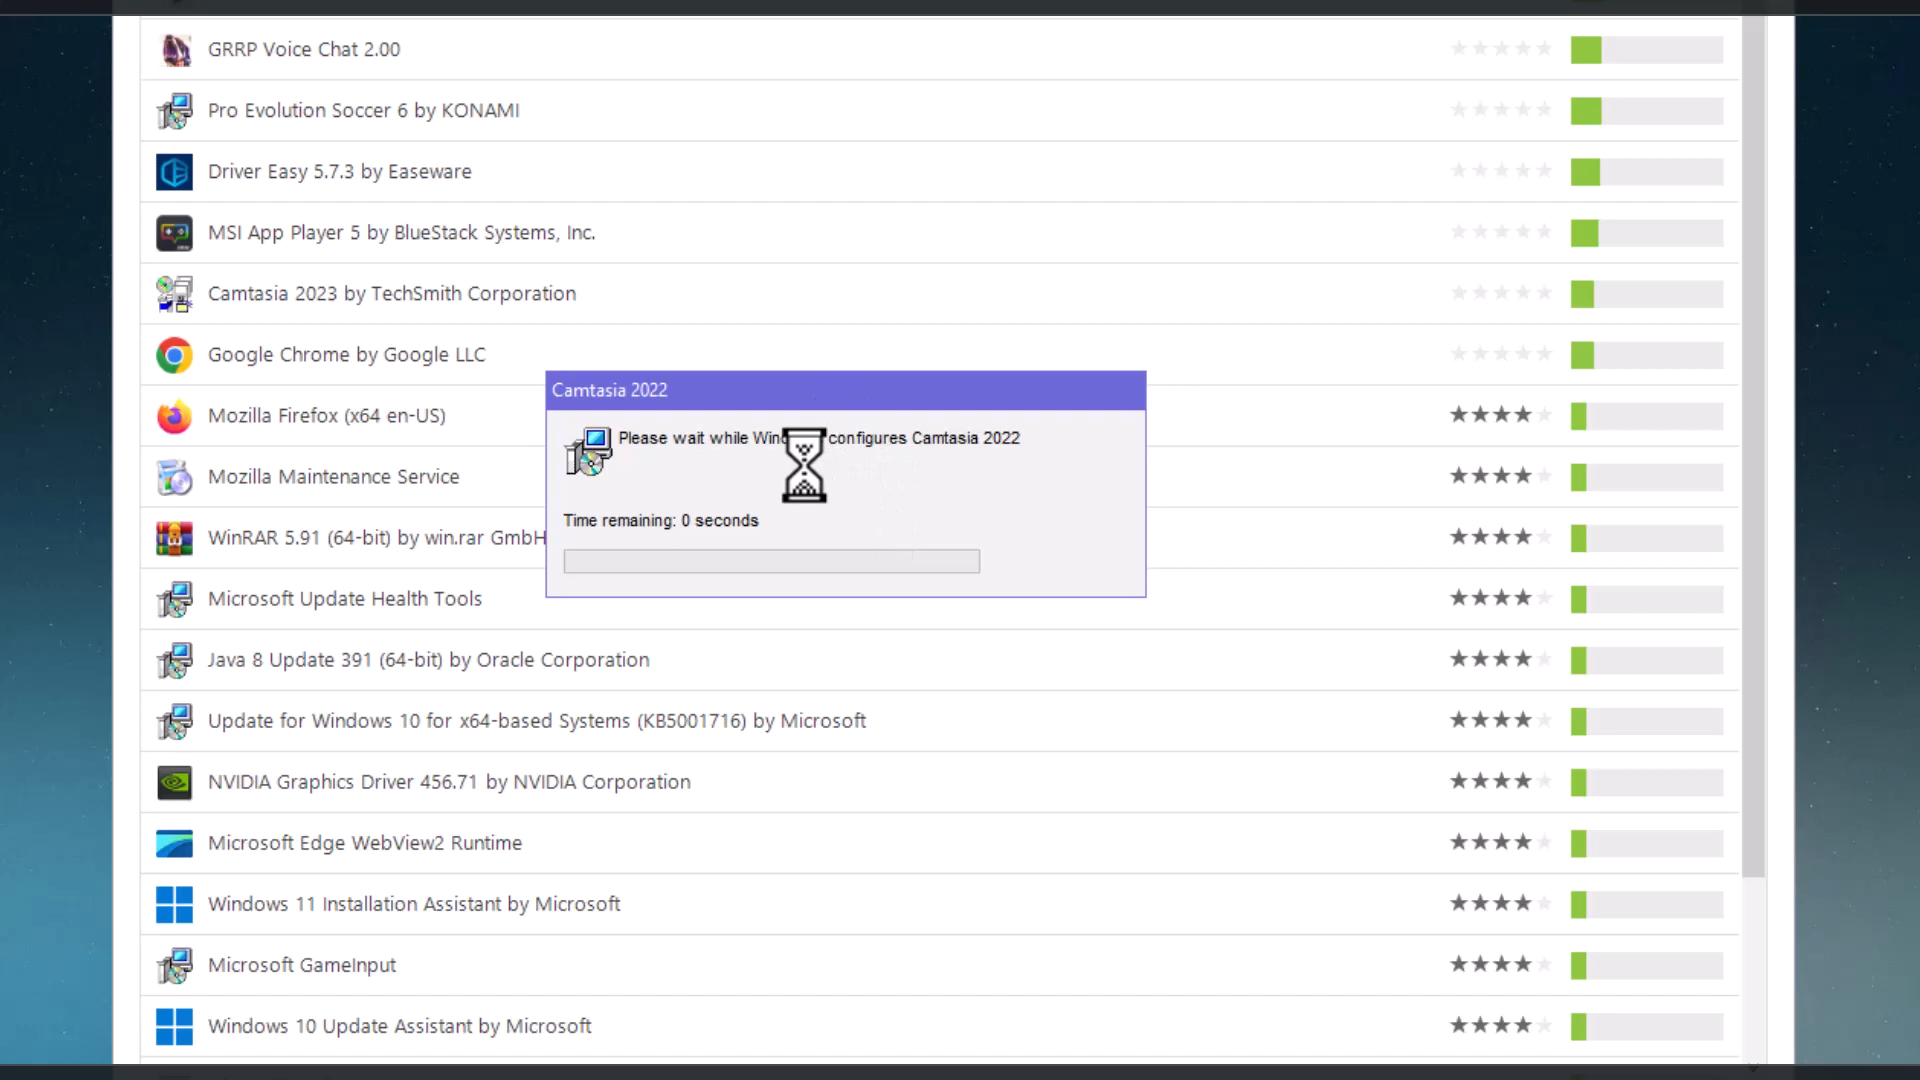 GRRP Voice Chat 2.00
Pro Evolution Soccer 6 by KONAMI
Driver Easy 5.7.3 by Easeware
MSI App Player 5 by BlueStack Systems, Inc.
Camtasia 2023 by TechSmith Corporation
Google Chrome by Google LLC
Camtasia 2022
Mozilla Firefox (x64 en-US)
Please wait while configures Camtasia 2022
Mozilla Maintenance Service
Time remaining: 0 seconds
WinRAR 5.91 (64-bit) by win.rar GmbH
Microsoft Update Health Tools
Java 8 Update 391 (64-bit) by Oracle Corporation
Update for Windows 10 for x64-based Systems (KB5001716) by Microsoft
NVIDIA Graphics Driver 456.71 by NVIDIA Corporation
Microsoft Edge WebView2 Runtime
Windows 11 Installation Assistant by Microsoft
Microsoft GameInput
Windows 10 Update Assistant by Microsoft